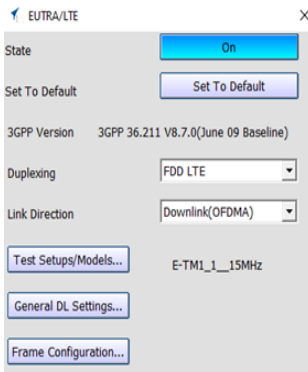 EUTRA/LTE
State On
Set To Default Set To Default
3GPP Version 3GPP 36.211 V8.7.0(June 09 Baseline)
Duplexing FDD LTE
Link Direction Downlink(OFDMA)
Test Setups/Models... E-TM1_1__15MHz
General DL Settings...
Frame Configuration...